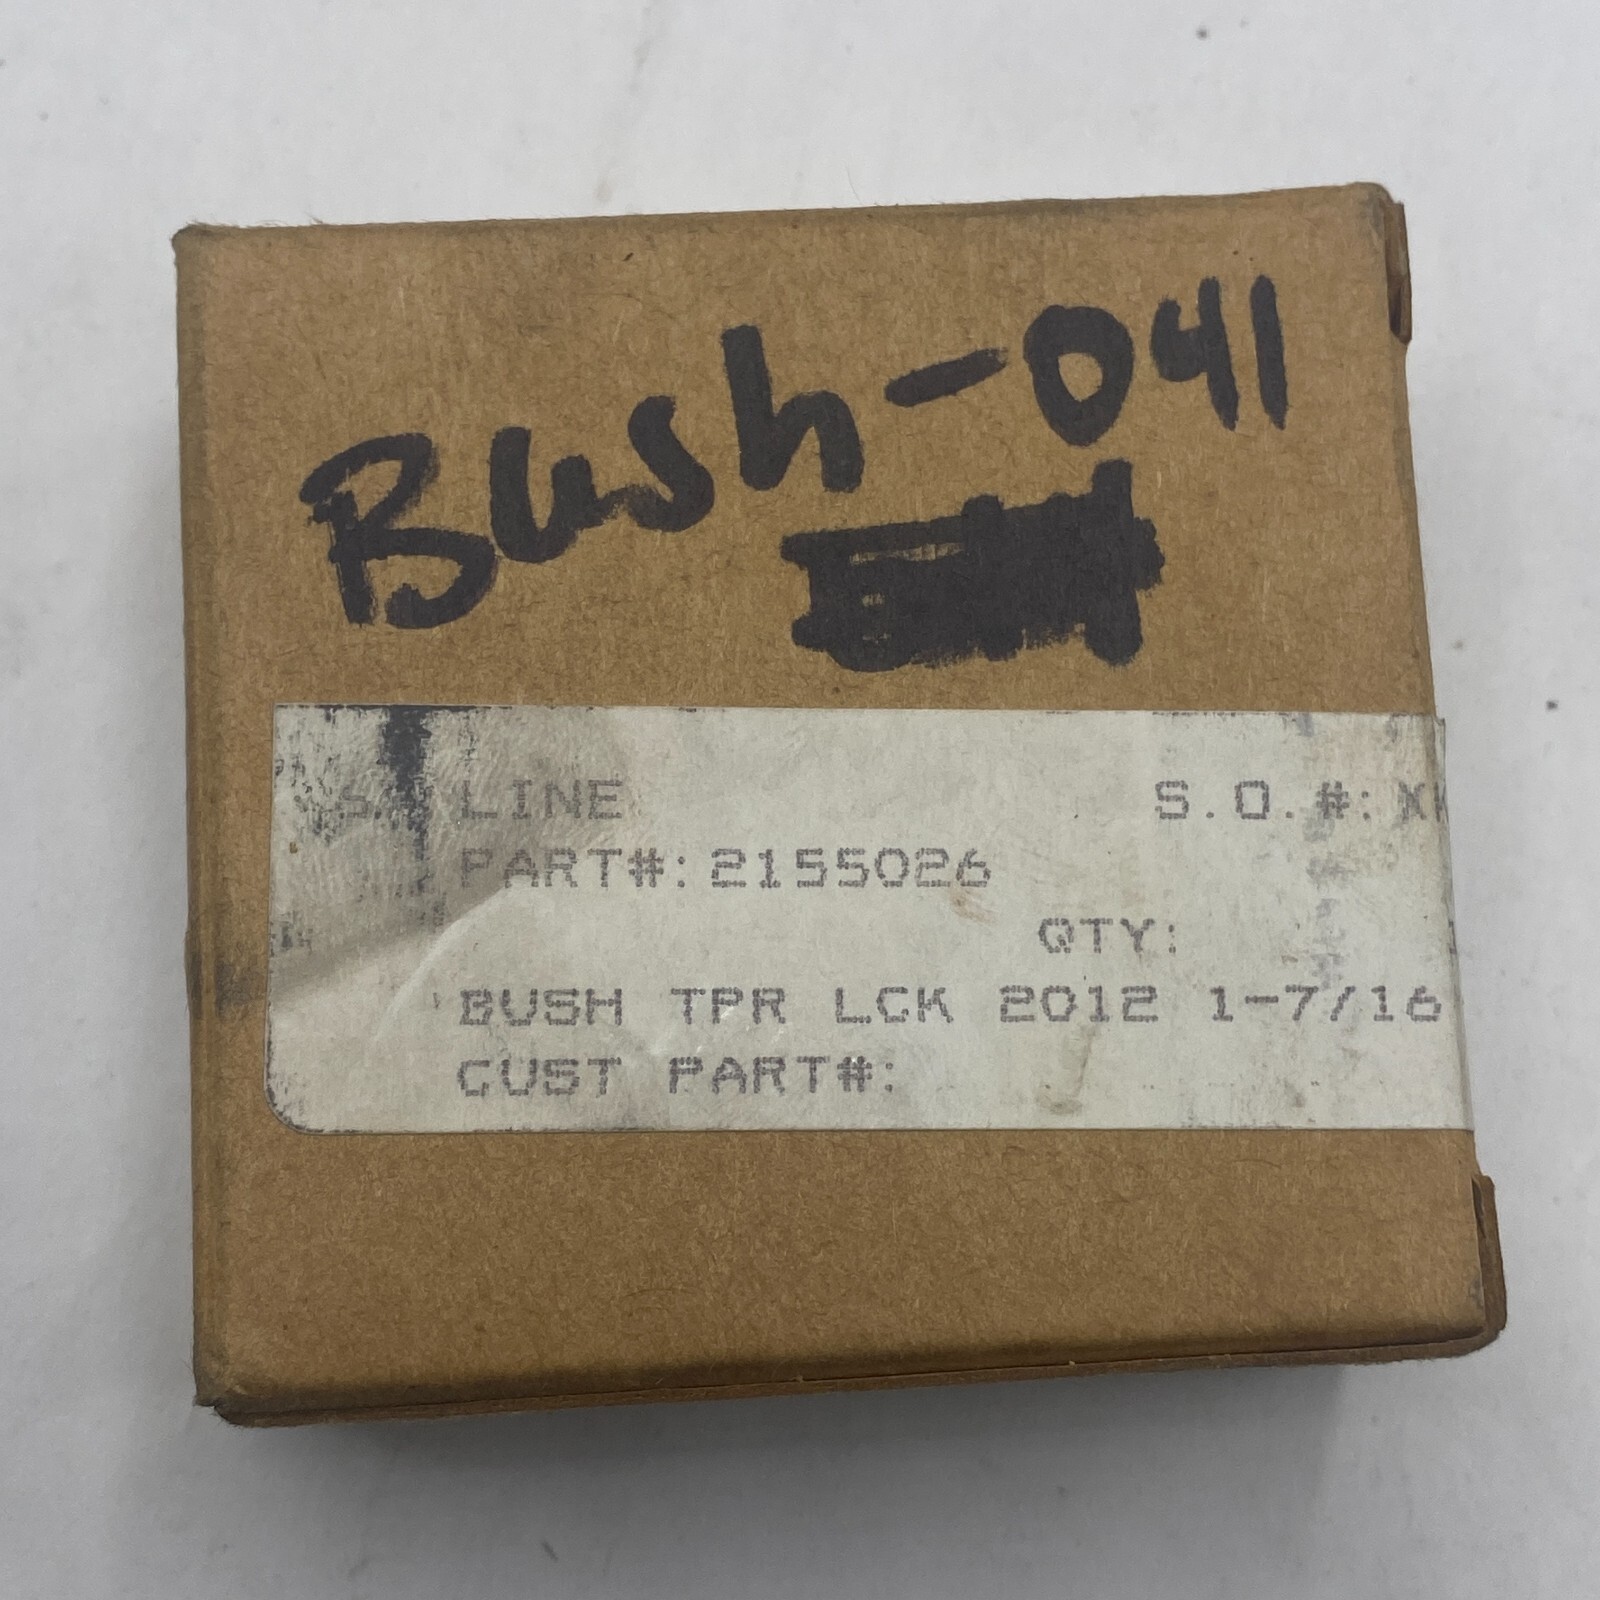 Bush-041
LINE S.O.#:
PART#:2155026
QTY:
BUSH TPR LCK 2012 1-7/16
CUST PART#: